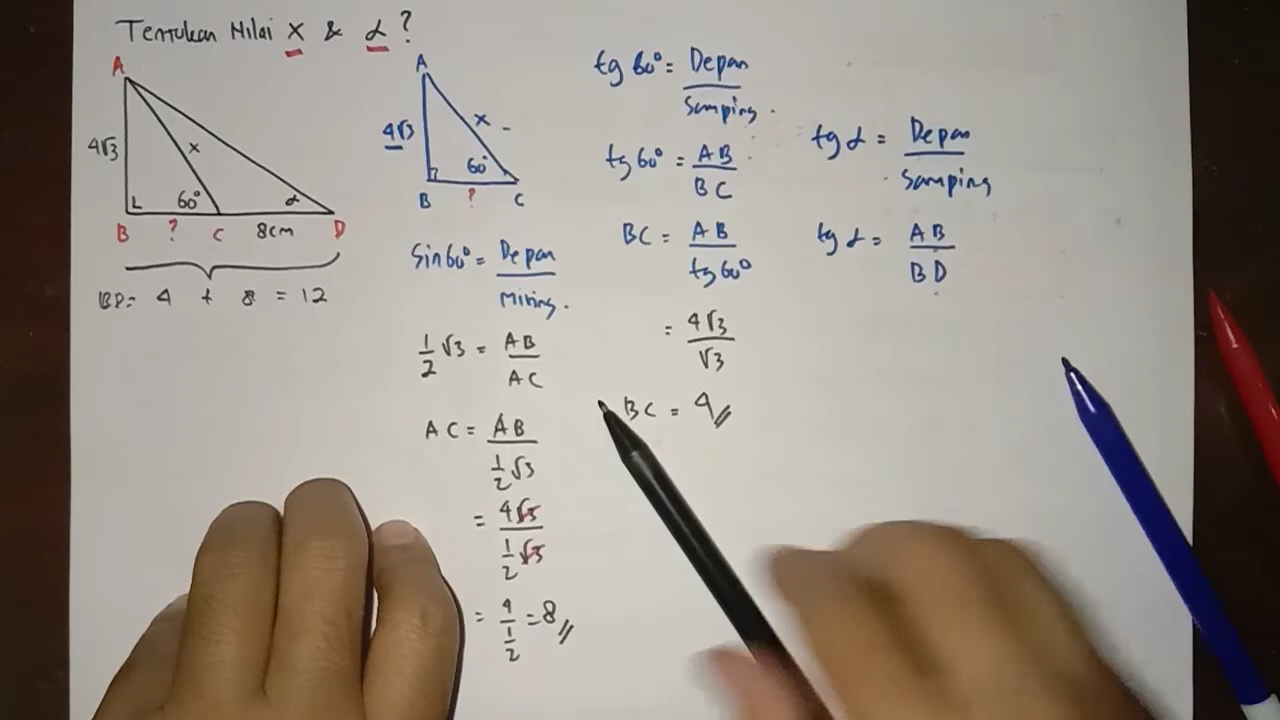 Tentukan Nilai x & α?
A
4√3
x
60°
α
B ? C 8cm D
BD= 4 + 8 = 12
A
4√3
x
60°
B ? C
Sin60° = Depan / Miring.
1/2 √3 = AB / AC
AC = AB / 1/2 √3
= 4√3 / 1/2 √3
= 4 / 1/2 = 8 //
tg 60° = Depan / Samping.
tg 60° = AB / BC
BC = AB / tg 60°
= 4√3 / √3
BC = 4 //
tg α = Depan / Samping
tg α = AB / BD